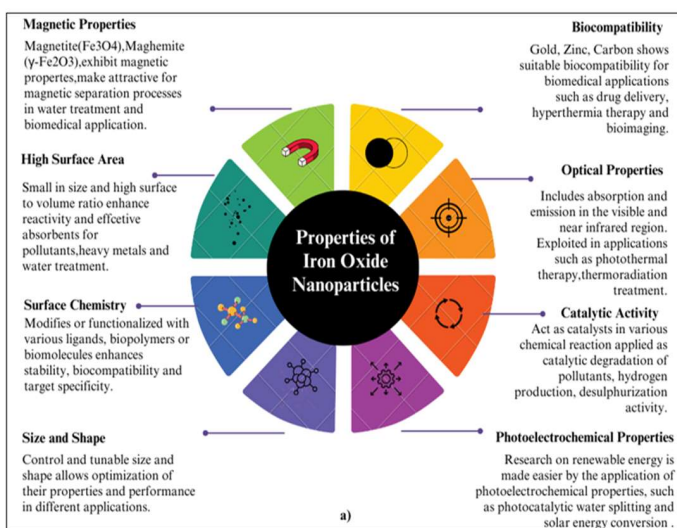 Magnetic Properties
Magnetite(Fe3O4),Maghemite
(γ-Fe2O3),exhibit magnetic
propertes,make attractive for
magnetic separation processes
in water treatment and
biomedical application.
High Surface Area
Small in size and high surface
to volume ratio enhance
reactivity and effcetive
absorbents for
pollutants,heavy metals and
water treatment.
Surface Chemistry
Modifies or functionalized with
various ligands, biopolymers or
biomolecules enhances
stability, biocompatibility and
target specificity.
Size and Shape
Control and tunable size and
shape allows optimization of
their properties and performance
in different applications.
Properties of
Iron Oxide
Nanoparticles
Biocompatibility
Gold, Zinc, Carbon shows
suitable biocompatibility for
biomedical applications
such as drug delivery,
hyperthermia therapy and
bioimaging.
Optical Properties
Includes absorption and
emission in the visible and
near infrared region.
Exploited in applications
such as photothermal
therapy,thermoradiation
treatment.
Catalytic Activity
Act as catalysts in various
chemical reaction applied as
catalytic degradation of
pollutants, hydrogen
production, desulphurization
activity.
Photoelectrochemical Properties
Research on renewable energy is
made easier by the application of
photoelectrochemical properties, such
as photocatalytic water splitting and
solar energy conversion .
a)